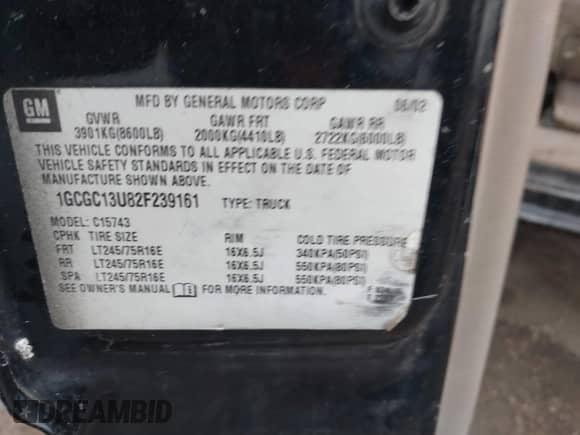 GM
MFD BY GENERAL MOTORS CORP 06/02
GVWR GAWR FRT GAWR RR
3901KG(8600LB) 2000KG(4410LB) 2722KG(6000LB)
THIS VEHICLE CONFORMS TO ALL APPLICABLE U.S. FEDERAL MOTOR
VEHICLE SAFETY STANDARDS IN EFFECT ON THE DATE OF
MANUFACTURE SHOWN ABOVE.
1GCGC13U82F239161 TYPE: TRUCK
MODEL: C15743
CPHK TIRE SIZE RIM COLD TIRE PRESSURE
FRT LT245/75R16E 16X6.5J 340KPA(50PSI)
RR LT245/75R16E 16X6.5J 550KPA(80PSI)
SPA LT245/75R16E 16X6.5J 550KPA(80PSI)
SEE OWNER'S MANUAL FOR MORE INFORMATION.
DREAMBID